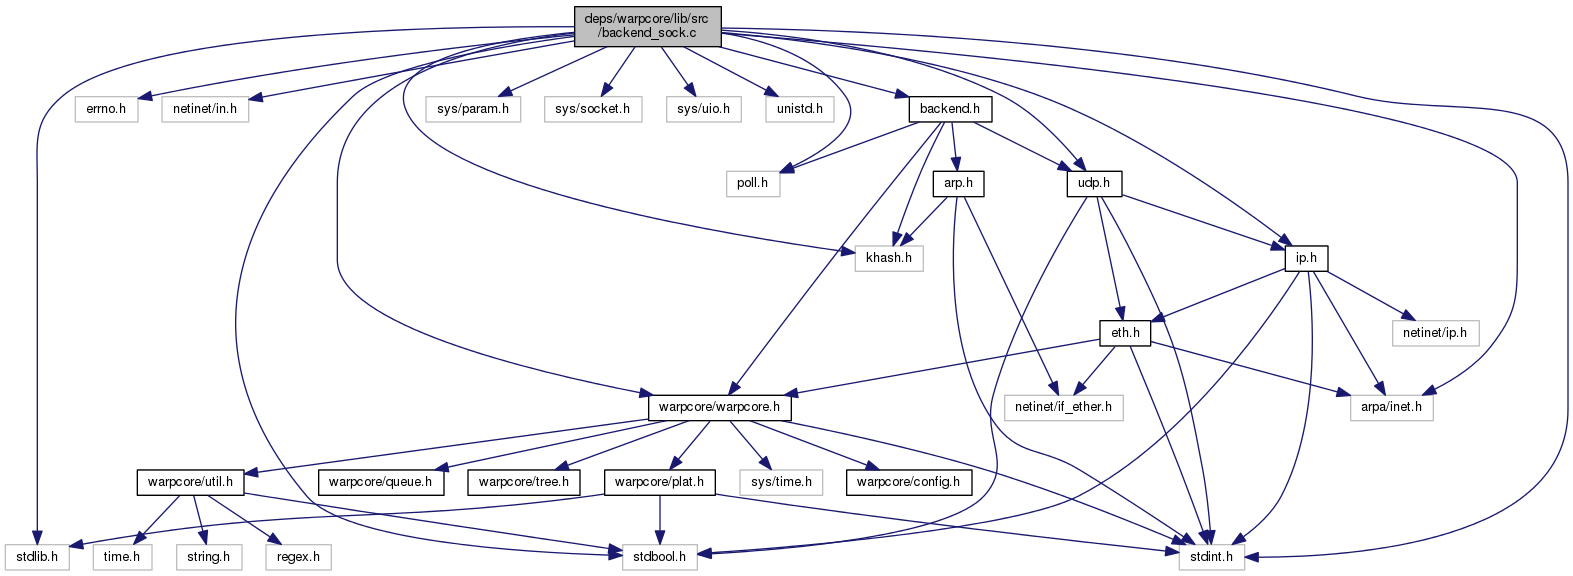 deps/warpcore/lib/src
/backend_sock.c
errno.h
netinet/in.h
sys/param.h
sys/socket.h
sys/uio.h
unistd.h
backend.h
poll.h
arp.h
udp.h
khash.h
ip.h
eth.h
netinet/ip.h
warpcore/warpcore.h
netinet/if_ether.h
arpa/inet.h
warpcore/util.h
warpcore/queue.h
warpcore/tree.h
warpcore/plat.h
sys/time.h
warpcore/config.h
stdlib.h
time.h
string.h
regex.h
stdbool.h
stdint.h